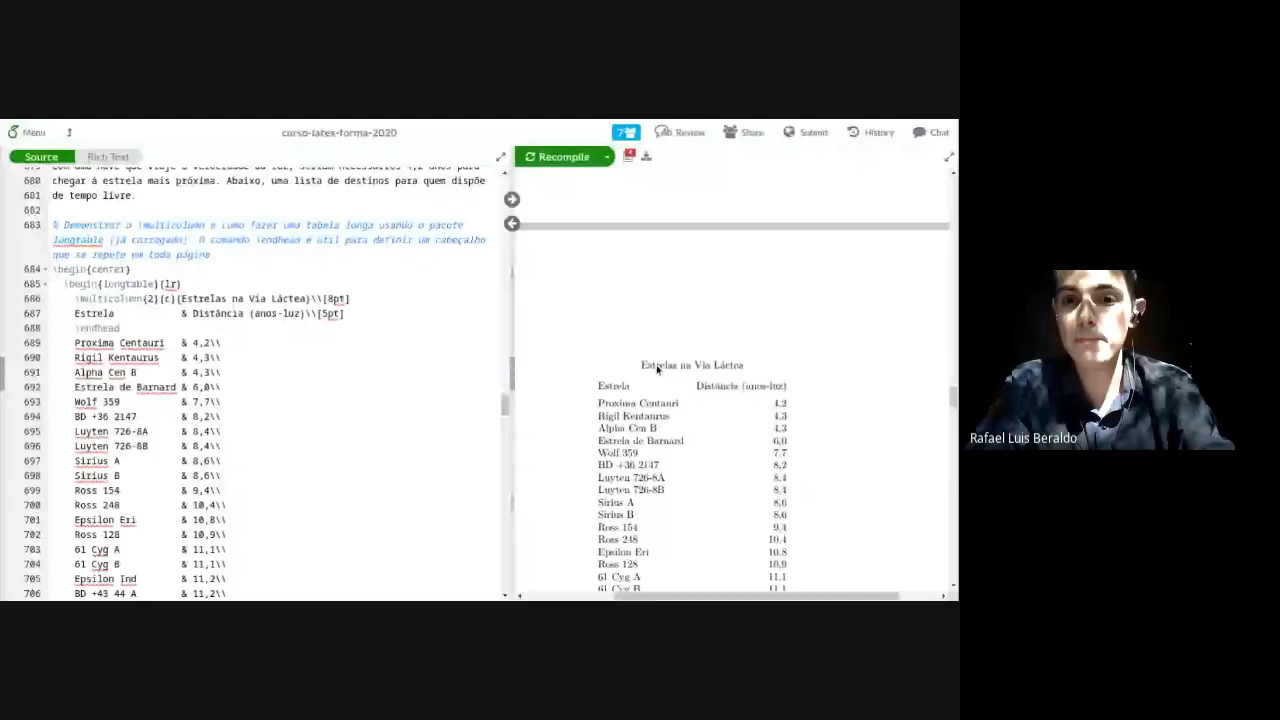 Menu
curso-latex-forma-2020
7
Review
Share
Submit
History
Chat
Source
Rich Text
Recompile
680 chegar à estrela mais próxima. Abaixo, uma lista de destinos para quem dispõe
681 de tempo livre.
682
683 % Demonstrar o \multicolumn e como fazer uma tabela longa usando o pacote
longtable (já carregado). O comando \endhead é útil para definir um cabeçalho
que se repete em toda página
684 \begin{center}
685 \begin{longtable}{lr}
686 \multicolumn{2}{c}{Estrelas na Via Láctea}\\[8pt]
687 Estrela & Distância (anos-luz)\\[5pt]
688 \endhead
689 Proxima Centauri & 4,2\\
690 Rigil Kentaurus & 4,3\\
691 Alpha Cen B & 4,3\\
692 Estrela de Barnard & 6,0\\
693 Wolf 359 & 7,7\\
694 BD +36 2147 & 8,2\\
695 Luyten 726-8A & 8,4\\
696 Luyten 726-8B & 8,4\\
697 Sirius A & 8,6\\
698 Sirius B & 8,6\\
699 Ross 154 & 9,4\\
700 Ross 248 & 10,4\\
701 Epsilon Eri & 10,8\\
702 Ross 128 & 10,9\\
703 61 Cyg A & 11,1\\
704 61 Cyg B & 11,1\\
705 Epsilon Ind & 11,2\\
706 BD +43 44 A & 11,2\\
Estrelas na Via Láctea
Estrela Distância (anos-luz)
Proxima Centauri 4,2
Rigil Kentaurus 4,3
Alpha Cen B 4,3
Estrela de Barnard 6,0
Wolf 359 7,7
BD +36 2147 8,2
Luyten 726-8A 8,4
Luyten 726-8B 8,4
Sirius A 8,6
Sirius B 8,6
Ross 154 9,4
Ross 248 10,4
Epsilon Eri 10,8
Ross 128 10,9
61 Cyg A 11,1
61 Cyg B 11,1
Rafael Luis Beraldo